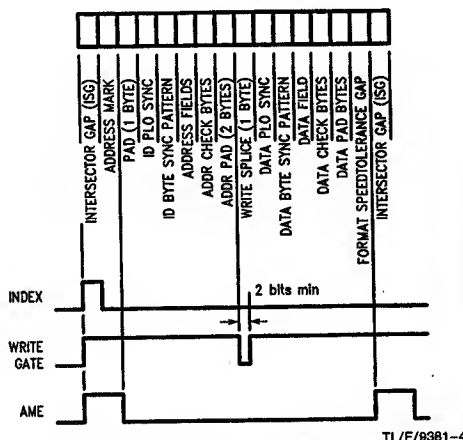 INTERSECTOR GAP (ISG)
ADDRESS MARK
PAD (1 BYTE)
ID PLO SYNC
ID BYTE SYNC PATTERN
ADDRESS FIELDS
ADDR CHECK BYTES
ADDR PAD (2 BYTES)
WRITE SPLICE (1 BYTE)
DATA PLO SYNC
DATA BYTE SYNC PATTERN
DATA FIELD
DATA CHECK BYTES
DATA PAD BYTES
FORMAT SPEEDTOLERANCE GAP
INTERSECTOR GAP (ISG)
2 bits min
INDEX
WRITE
GATE
AME
TL/F/9381-4